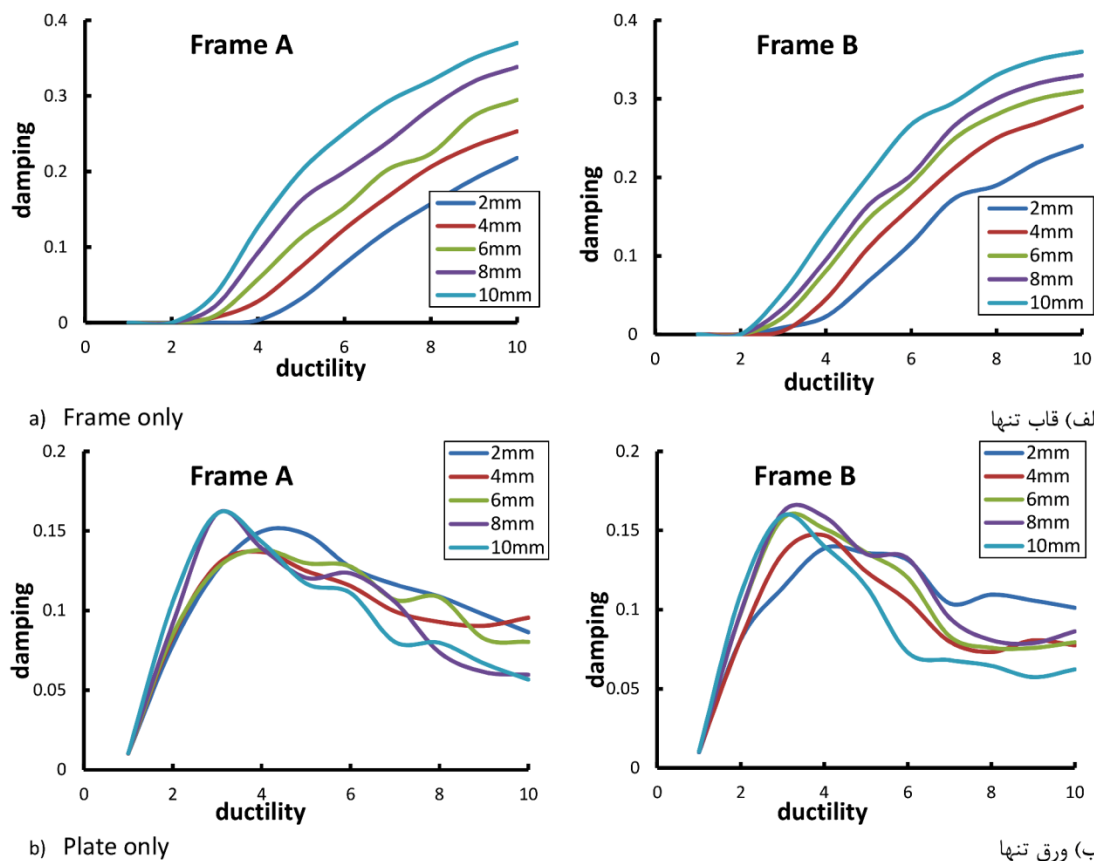 Frame A
0.4
0.3
0.2
0.1
0
damping
0 2 4 6 8 10
ductility
2mm
4mm
6mm
8mm
10mm
Frame B
0.4
0.3
0.2
0.1
0
damping
0 2 4 6 8 10
ductility
2mm
4mm
6mm
8mm
10mm
a) Frame only
لف) قاب تنها
Frame A
0.2
0.15
0.1
0.05
0
damping
0 2 4 6 8 10
ductility
2mm
4mm
6mm
8mm
10mm
Frame B
0.2
0.15
0.1
0.05
0
damping
0 2 4 6 8 10
ductility
2mm
4mm
6mm
8mm
10mm
b) Plate only
ب) ورق تنها